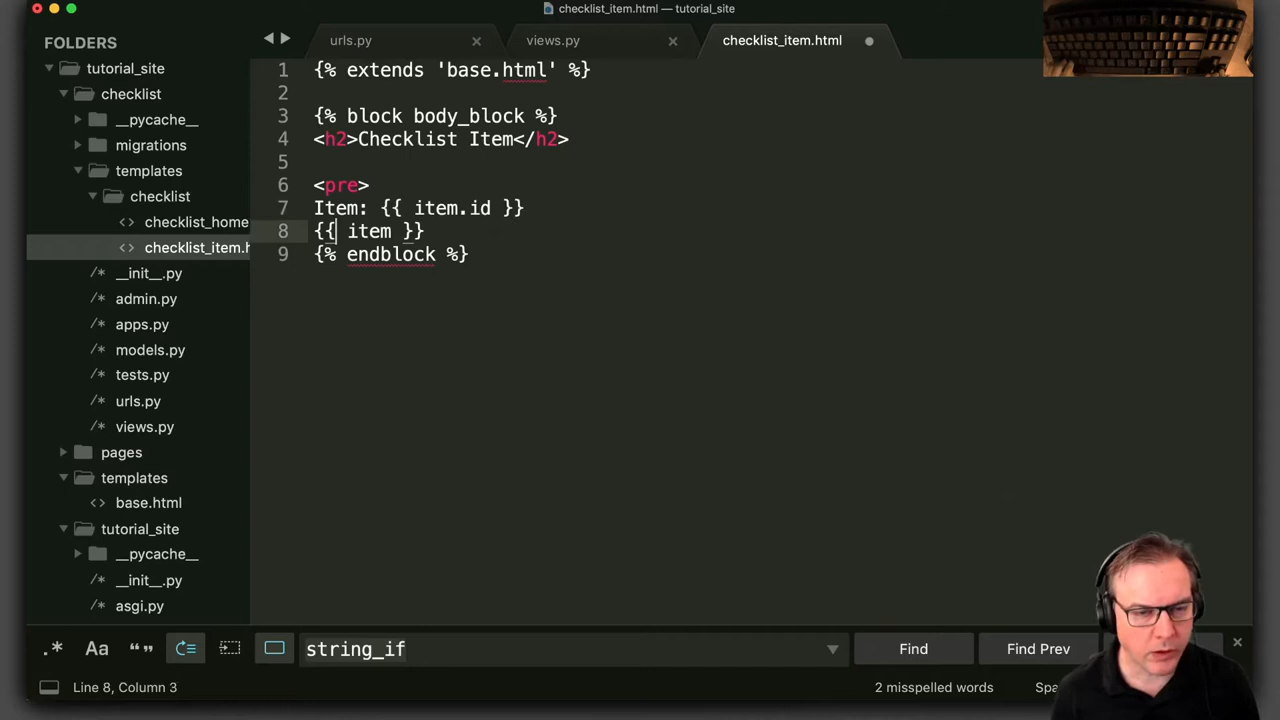 checklist_item.html — tutorial_site
FOLDERS
urls.py
views.py
checklist_item.html
tutorial_site
checklist
__pycache__
migrations
templates
checklist
checklist_home
checklist_item.h
__init__.py
admin.py
apps.py
models.py
tests.py
urls.py
views.py
pages
templates
base.html
tutorial_site
__pycache__
__init__.py
asgi.py
1 {% extends 'base.html' %}
2
3 {% block body_block %}
4 <h2>Checklist Item</h2>
5
6 <pre>
7 Item: {{ item.id }}
8 {{ item }}
9 {% endblock %}
.* Aa “” string_if Find Find Prev
Line 8, Column 3 2 misspelled words Spa